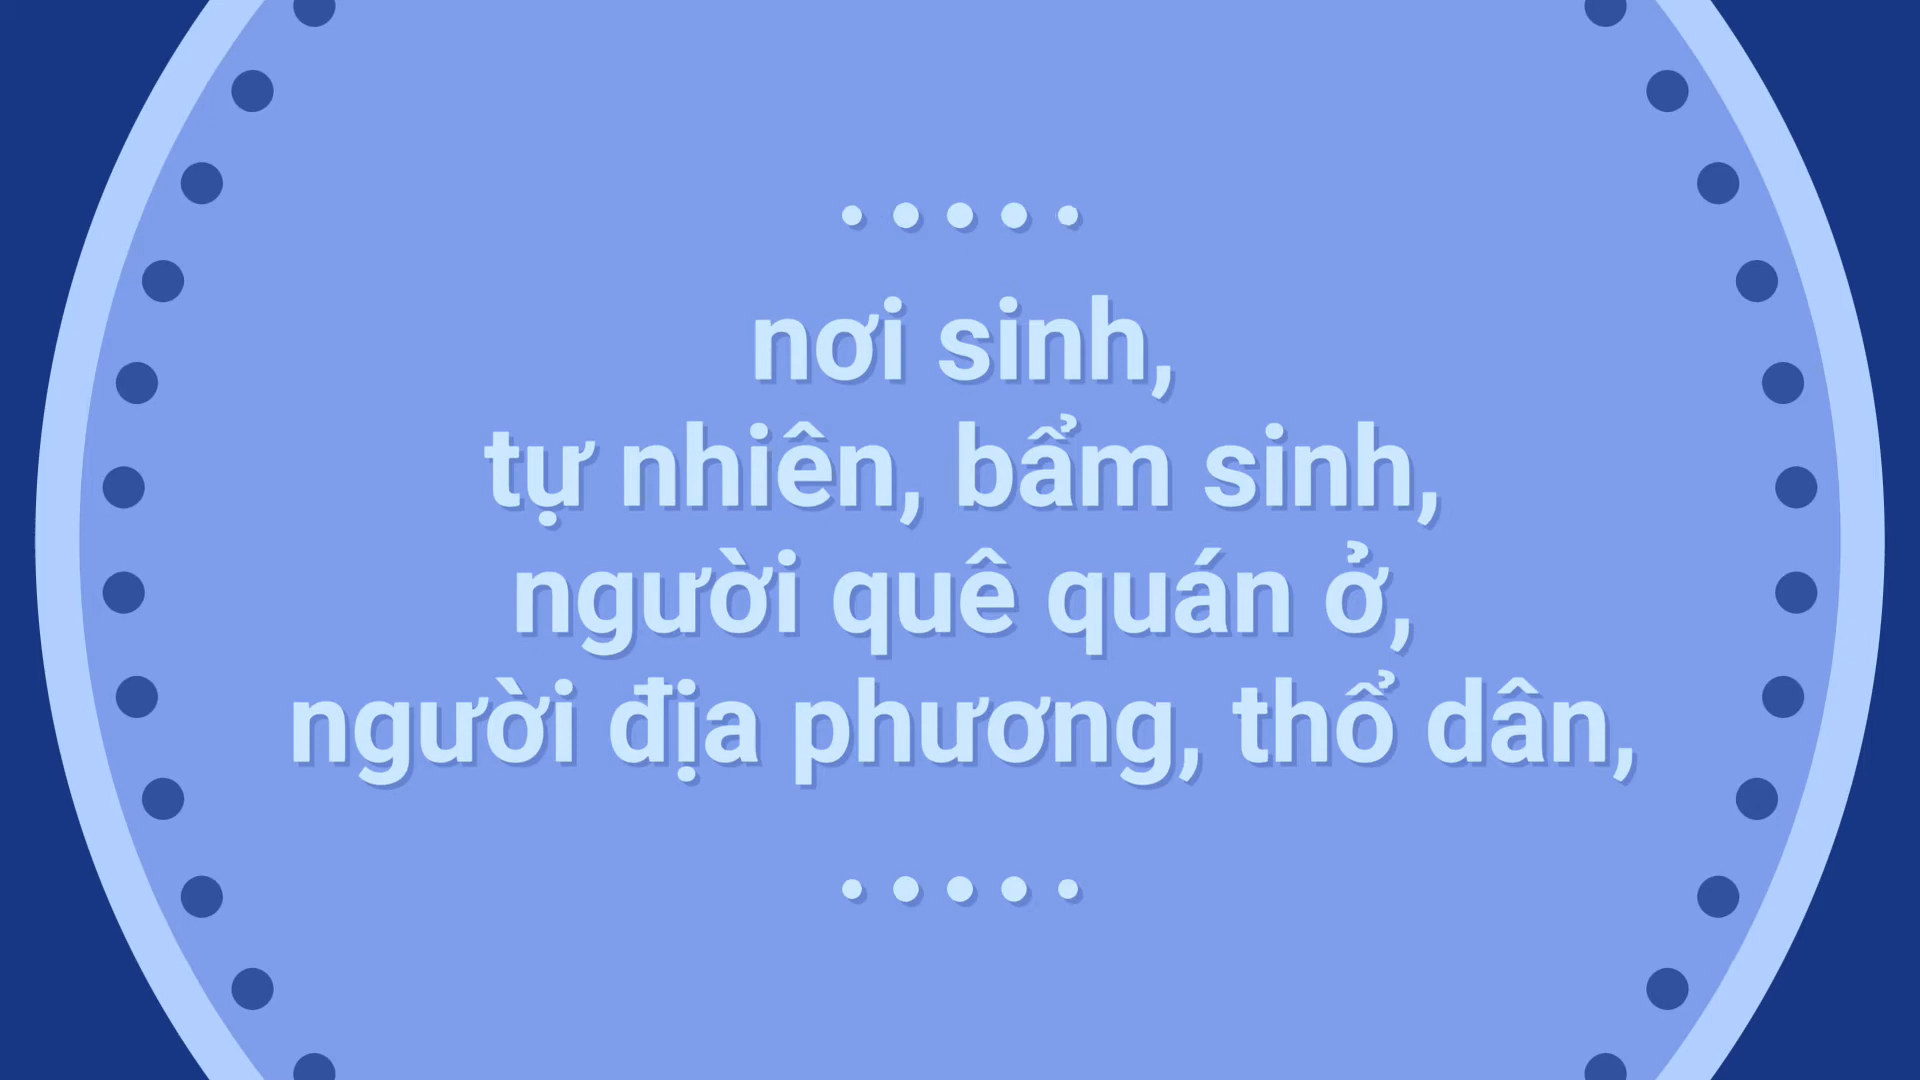 nơi sinh,
tự nhiên, bẩm sinh,
người quê quán ở,
người địa phương, thổ dân,